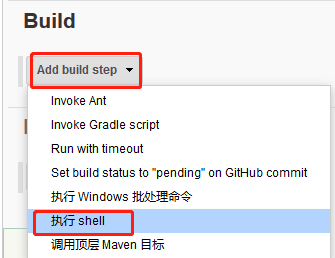 Build
Add build step
Invoke Ant
Invoke Gradle script
Run with timeout
Set build status to "pending" on GitHub commit
执行 Windows 批处理命令
执行 shell
调用顶层 Maven 目标